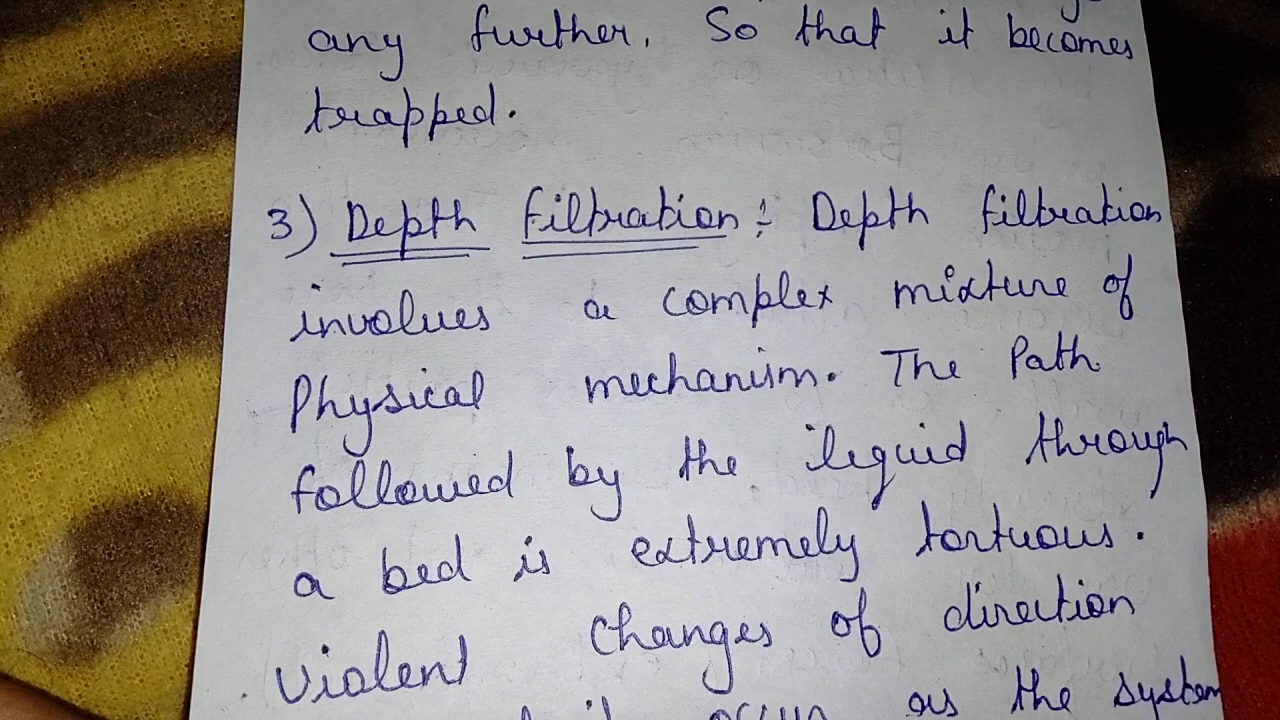 any further. So that it becomes
trapped.
3) Depth filtration : Depth filtration
involves a complex mixture of
Physical mechanism. The Path
followed by the liquid through
a bed is extremely tortuous.
Violent changes of direction
occur as the system